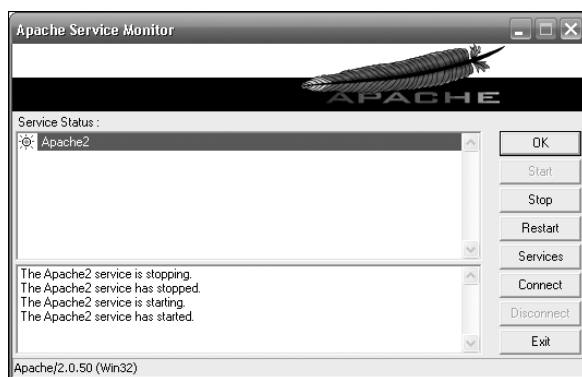 Apache Service Monitor
APACHE
Service Status :
Apache2
OK
Start
Stop
Restart
Services
Connect
Disconnect
Exit
The Apache2 service is stopping.
The Apache2 service has stopped.
The Apache2 service is starting.
The Apache2 service has started.
Apache/2.0.50 (Win32)